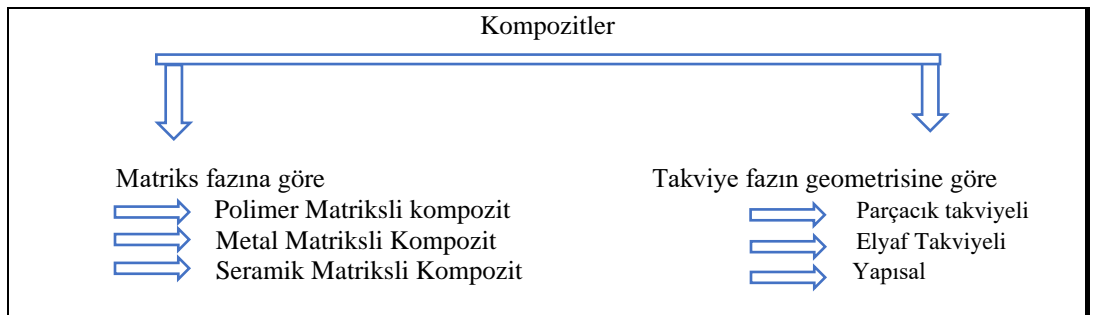 Kompozitler
Matriks fazına göre
Polimer Matriksli kompozit
Metal Matriksli Kompozit
Seramik Matriksli Kompozit
Takviye fazın geometrisine göre
Parçacık takviyeli
Elyaf Takviyeli
Yapısal